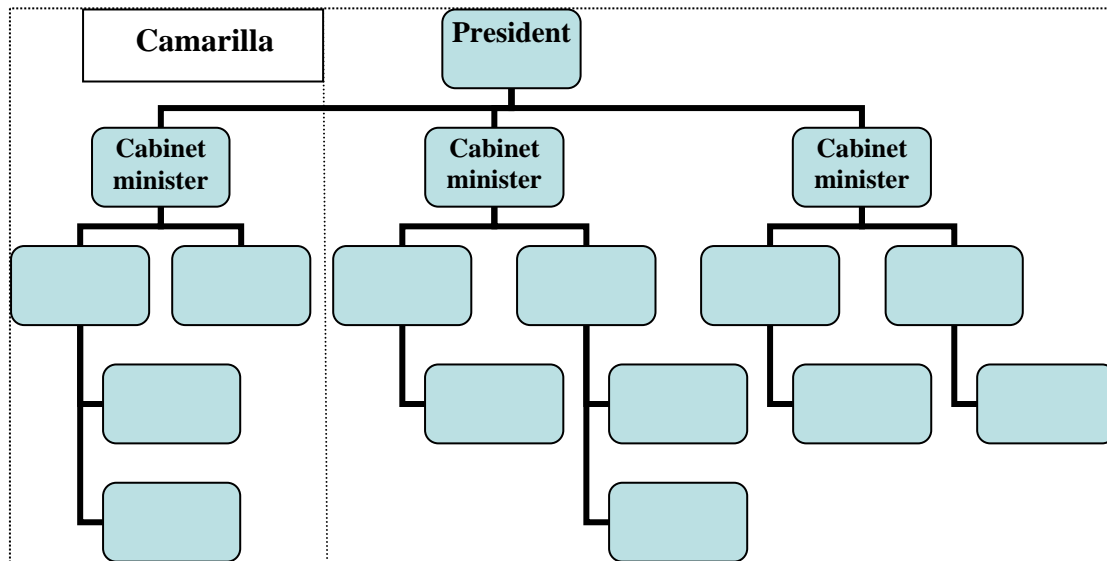 Camarilla
President
Cabinet
minister
Cabinet
minister
Cabinet
minister